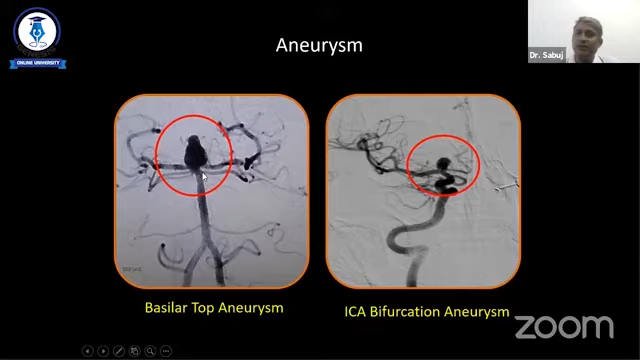 ONLINE UNIVERSITY
Aneurysm
Dr. Sabuj
Basilar Top Aneurysm
ICA Bifurcation Aneurysm
zoom